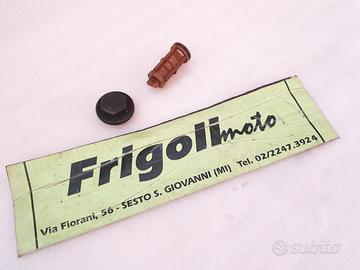 Frigoli moto
Via Fiorani, 56 - SESTO S. GIOVANNI (MI) Tel. 02/2247.3924
subito